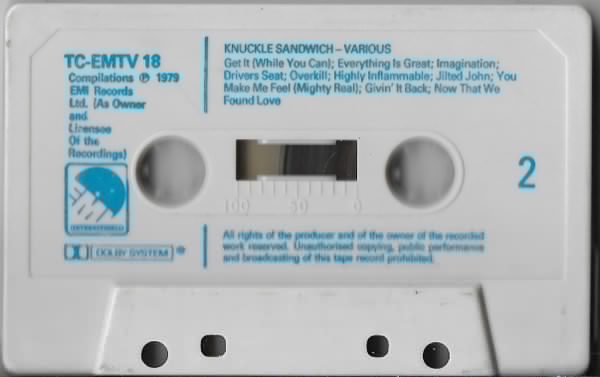 TC-EMTV 18
Compilations ℗ 1979
EMI Records
Ltd. (As Owner
and
Licensee
Of the
Recordings)
EMI
DOLBY SYSTEM
KNUCKLE SANDWICH – VARIOUS
Get It (While You Can); Everything Is Great; Imagination;
Drivers Seat; Overkill; Highly Inflammable; Jilted John; You
Make Me Feel (Mighty Real); Givin' It Back; Now That We
Found Love
100 50 0
2
All rights of the producer and of the owner of the recorded
work reserved. Unauthorised copying, public performance
and broadcasting of this tape record prohibited.